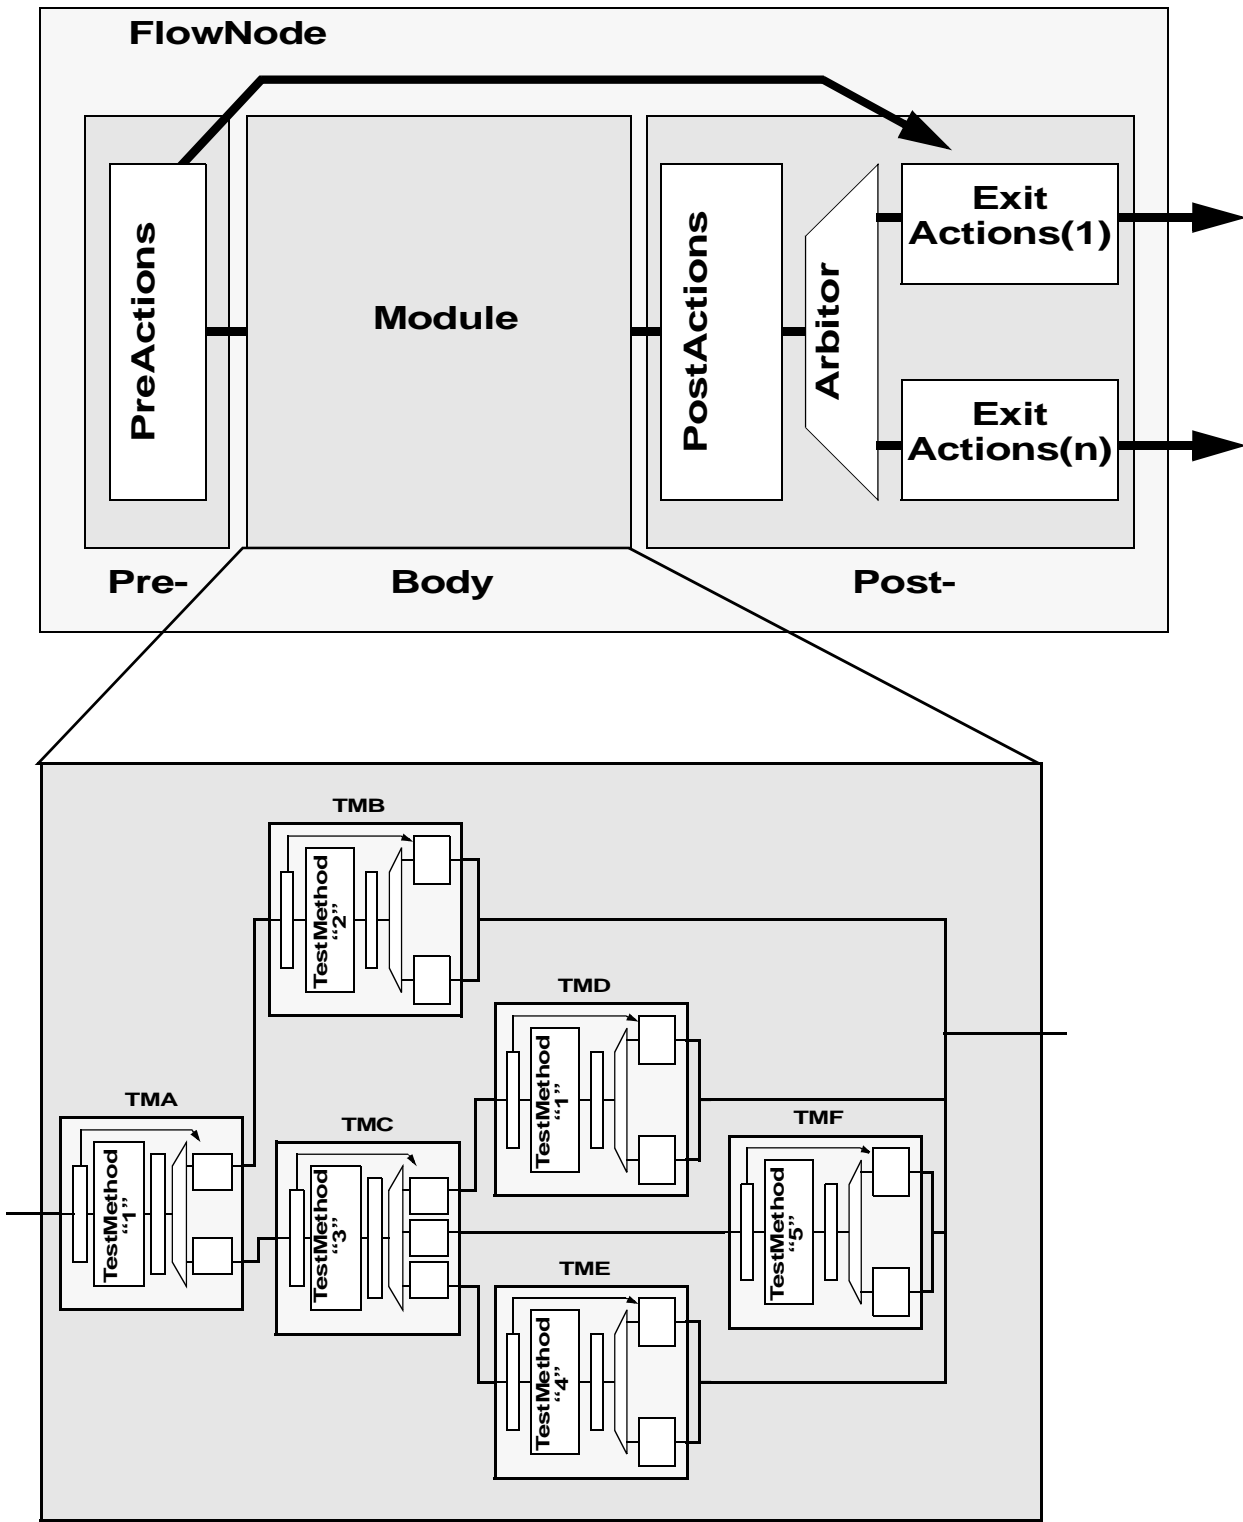 FlowNode
PreActions
Module
PostActions
Arbitor
Exit
Actions(1)
Exit
Actions(n)
Pre-
Body
Post-
TMB
TestMethod
“2”
TMD
TestMethod
“1”
TMA
TestMethod
“1”
TMC
TestMethod
“3”
TMF
TestMethod
“5”
TME
TestMethod
“4”